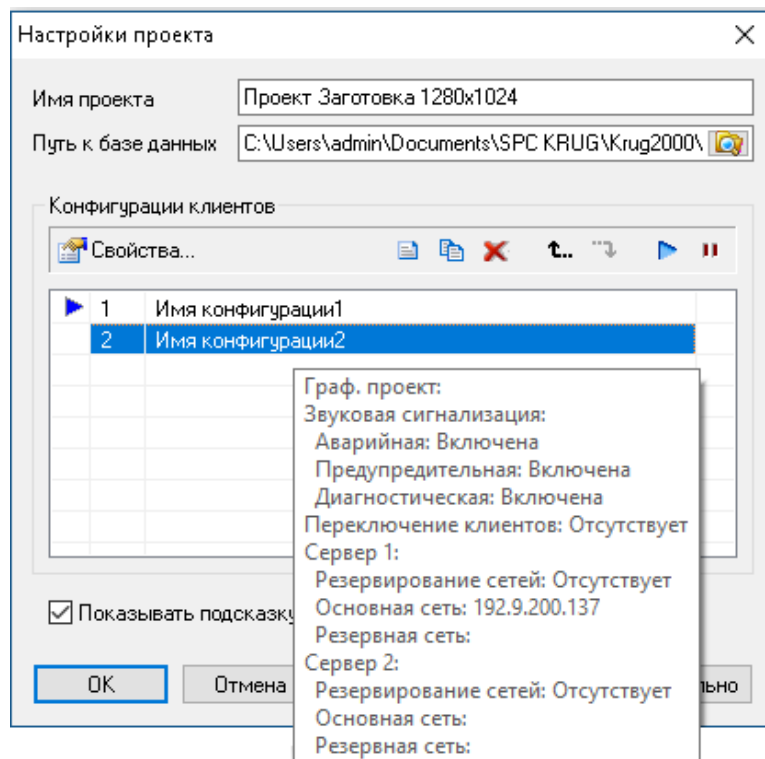 Настройки проекта
Имя проекта
Проект Заготовка 1280x1024
Путь к базе данных
C:\Users\admin\Documents\SPC KRUG\Krug2000\
Конфигурации клиентов
Свойства...
1 Имя конфигурации1
2 Имя конфигурации2
Граф. проект:
Звуковая сигнализация:
Аварийная: Включена
Предупредительная: Включена
Диагностическая: Включена
Переключение клиентов: Отсутствует
Сервер 1:
Резервирование сетей: Отсутствует
Основная сеть: 192.9.200.137
Резервная сеть:
Сервер 2:
Резервирование сетей: Отсутствует
Основная сеть:
Резервная сеть:
Показывать подсказку
OK
Отмена